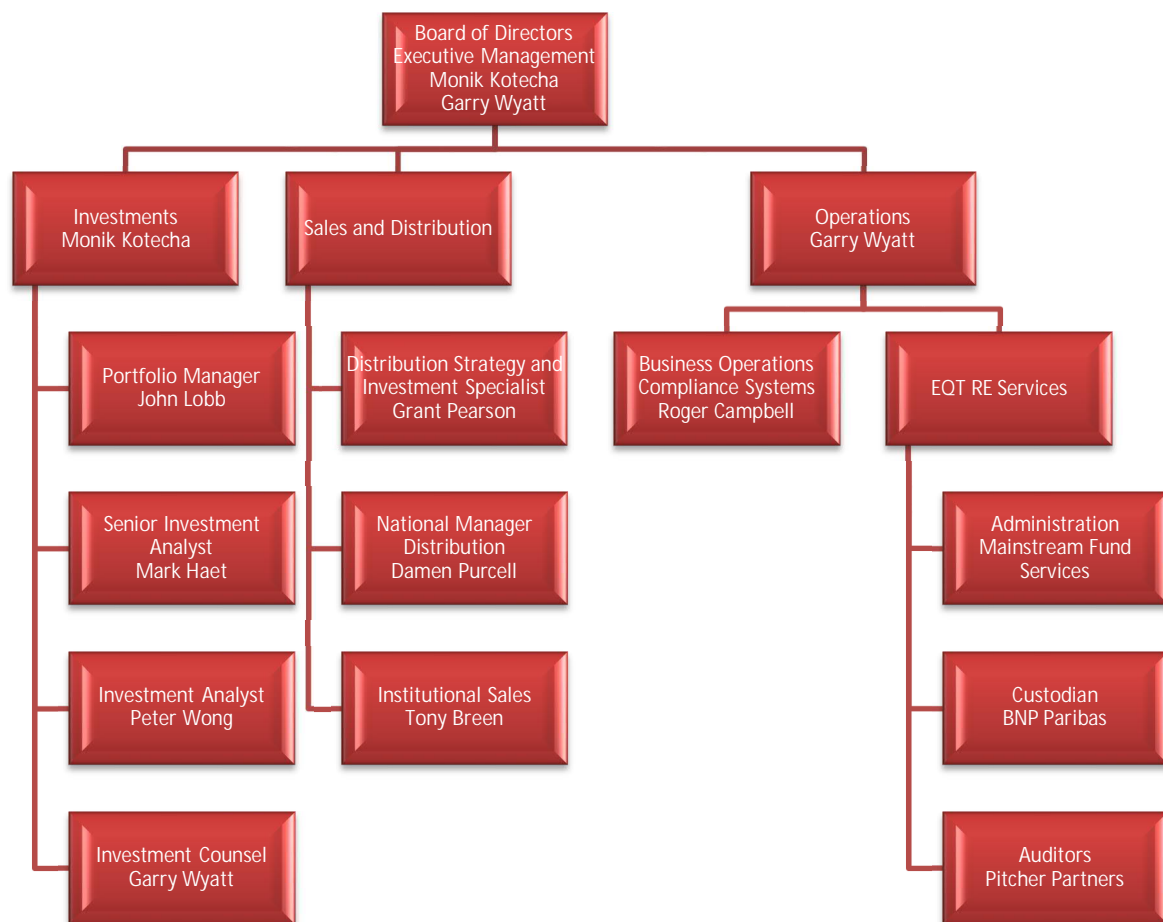 Board of Directors
Executive Management
Monik Kotecha
Garry Wyatt
Investments
Monik Kotecha
Sales and Distribution
Operations
Garry Wyatt
Portfolio Manager
John Lobb
Distribution Strategy and
Investment Specialist
Grant Pearson
Business Operations
Compliance Systems
Roger Campbell
EQT RE Services
Senior Investment
Analyst
Mark Haet
National Manager
Distribution
Damen Purcell
Administration
Mainstream Fund
Services
Investment Analyst
Peter Wong
Institutional Sales
Tony Breen
Custodian
BNP Paribas
Investment Counsel
Garry Wyatt
Auditors
Pitcher Partners